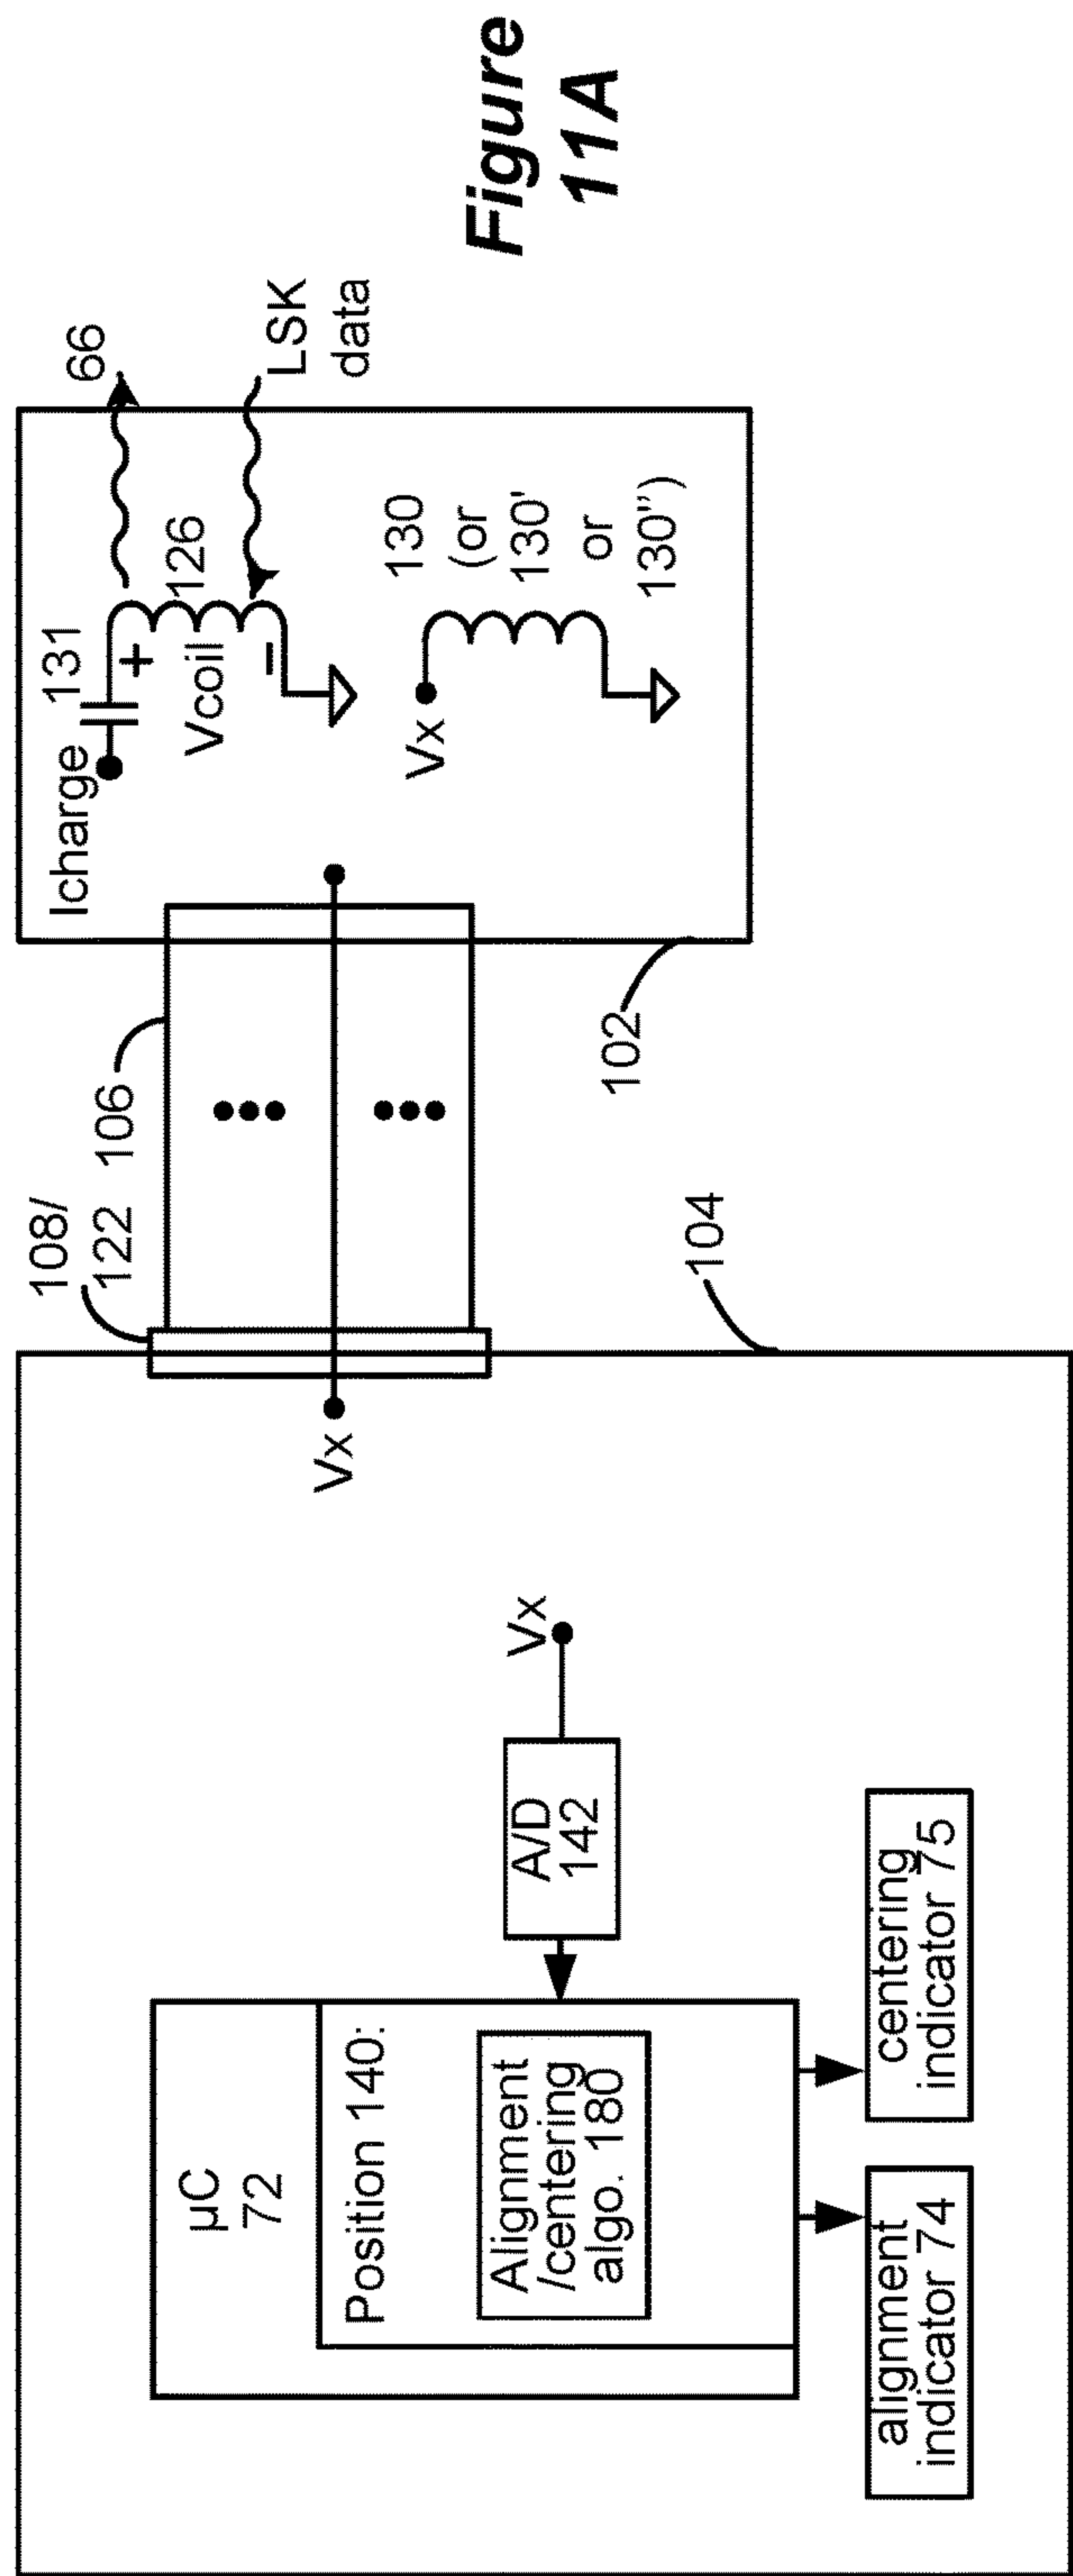 µC
72
Position 140:
Alignment
/centering
algo. 180
alignment
indicator 74
centering
indicator 75
A/D
142
Vx
Vx
104
108/
122
106
102
Icharge
131
+
Vcoil
–
126
66
LSK
data
Vx
130
(or
130'
or
130'')
Figure
11A